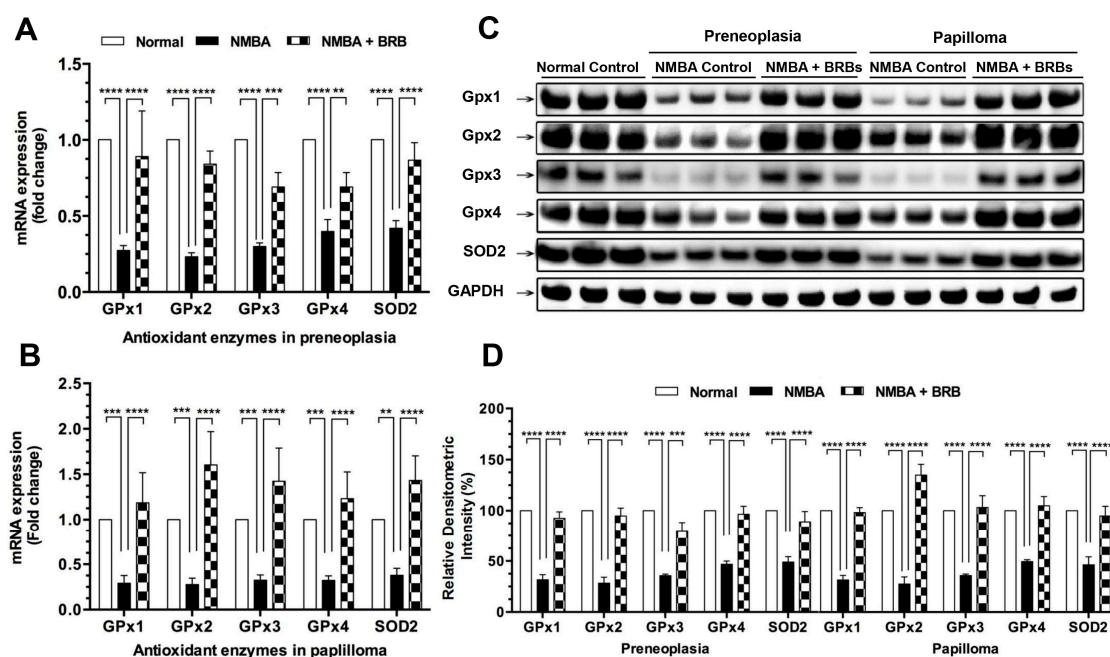 A
Normal NMBA NMBA + BRB
**** **** **** **** **** *** **** ** **** ****
1.5
1.0
0.5
0.0
mRNA expression
(fold change)
GPx1 GPx2 GPx3 GPx4 SOD2
Antioxidant enzymes in preneoplasia
B
*** **** *** **** *** **** *** **** ** ****
2.5
2.0
1.5
1.0
0.5
0.0
mRNA expression
(Fold change)
GPx1 GPx2 GPx3 GPx4 SOD2
Antioxidant enzymes in paplilloma
C
Preneoplasia Papilloma
Normal Control NMBA Control NMBA + BRBs NMBA Control NMBA + BRBs
Gpx1
Gpx2
Gpx3
Gpx4
SOD2
GAPDH
D
Normal NMBA NMBA + BRB
200
150
100
50
0
Relative Densitometric
Intensity (%)
**** **** **** **** **** *** **** **** **** **** **** **** **** **** **** **** **** **** **** ****
GPx1 GPx2 GPx3 GPx4 SOD2 GPx1 GPx2 GPx3 GPx4 SOD2
Preneoplasia Papilloma